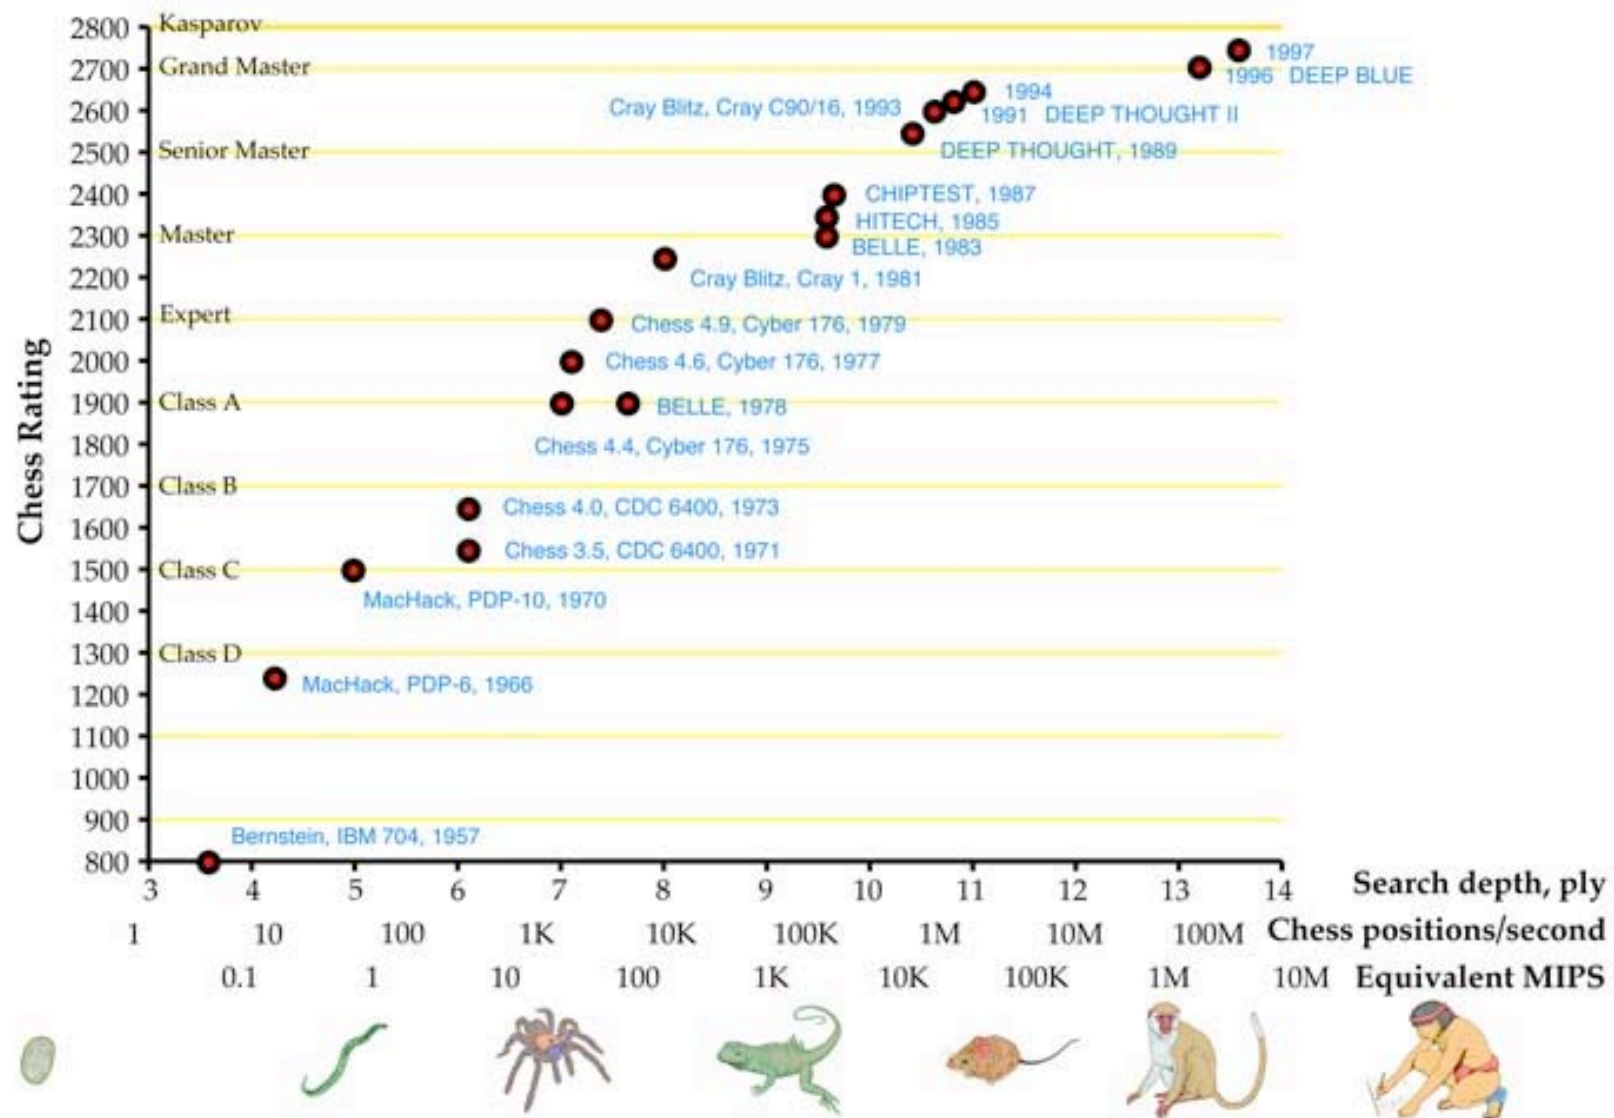 Chess Rating
2800 Kasparov
1997
2700 Grand Master
1996 DEEP BLUE
1994
2600 Cray Blitz, Cray C90/16, 1993
1991 DEEP THOUGHT II
2500 Senior Master
DEEP THOUGHT, 1989
2400 CHIPTEST, 1987
HITECH, 1985
2300 Master
BELLE, 1983
2200 Cray Blitz, Cray 1, 1981
2100 Expert
Chess 4.9, Cyber 176, 1979
2000 Chess 4.6, Cyber 176, 1977
1900 Class A
BELLE, 1978
1800 Chess 4.4, Cyber 176, 1975
1700 Class B
Chess 4.0, CDC 6400, 1973
1600
Chess 3.5, CDC 6400, 1971
1500 Class C
MacHack, PDP-10, 1970
1400
1300 Class D
MacHack, PDP-6, 1966
1200
1100
1000
900
Bernstein, IBM 704, 1957
800
3 4 5 6 7 8 9 10 11 12 13 14 Search depth, ply
1 10 100 1K 10K 100K 1M 10M 100M Chess positions/second
0.1 1 10 100 1K 10K 100K 1M 10M Equivalent MIPS